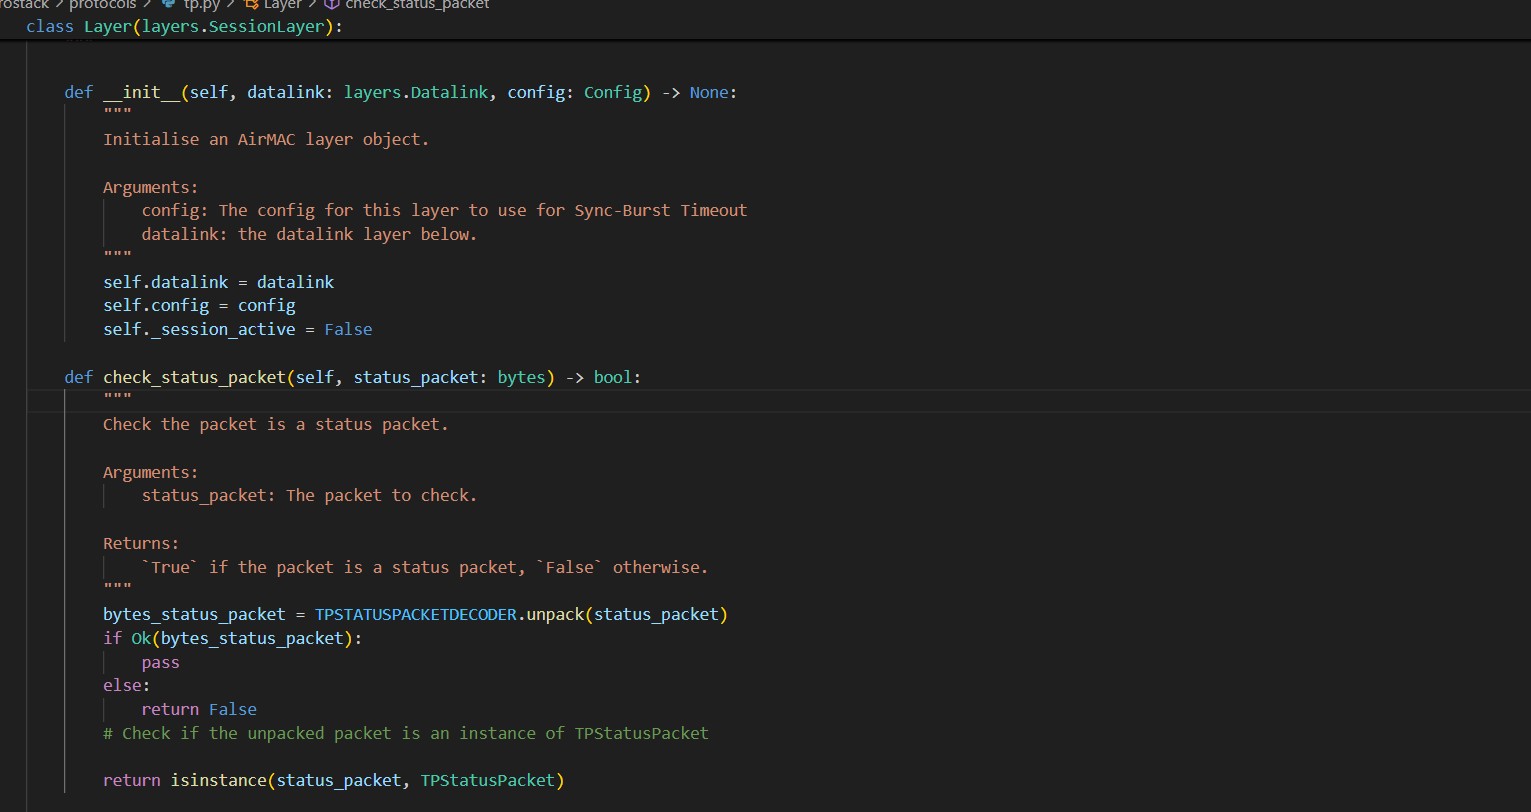 rostack > protocols > tp.py > Layer > check_status_packet
class Layer(layers.SessionLayer):
def __init__(self, datalink: layers.Datalink, config: Config) -> None:
"""
Initialise an AirMAC layer object.
Arguments:
config: The config for this layer to use for Sync-Burst Timeout
datalink: the datalink layer below.
"""
self.datalink = datalink
self.config = config
self._session_active = False
def check_status_packet(self, status_packet: bytes) -> bool:
"""
Check the packet is a status packet.
Arguments:
status_packet: The packet to check.
Returns:
`True` if the packet is a status packet, `False` otherwise.
"""
bytes_status_packet = TPSTATUSPACKETDECODER.unpack(status_packet)
if Ok(bytes_status_packet):
pass
else:
return False
# Check if the unpacked packet is an instance of TPStatusPacket
return isinstance(status_packet, TPStatusPacket)